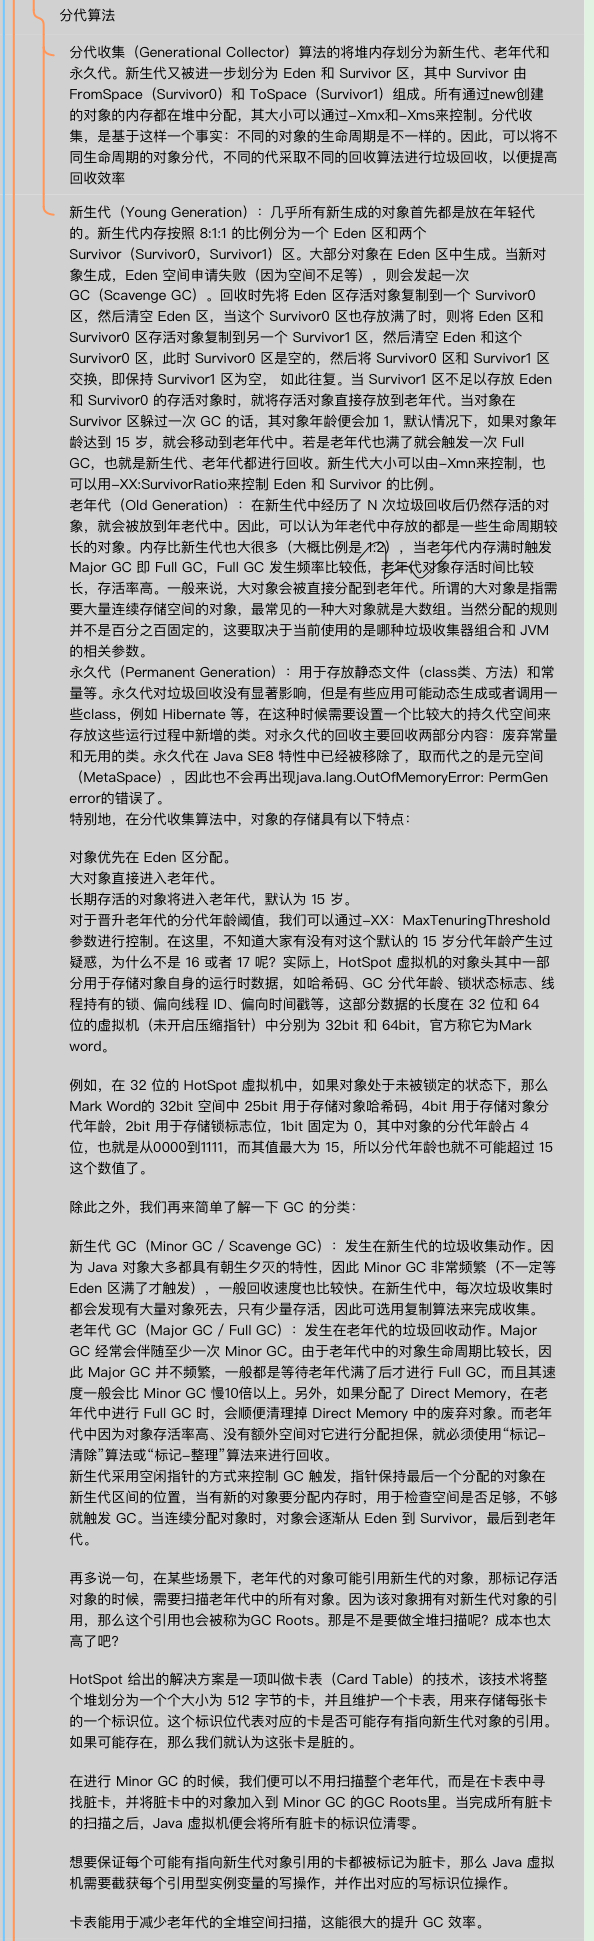 分代算法
分代收集（Generational Collector）算法的将堆内存划分为新生代、老年代和
永久代。新生代又被进一步划分为 Eden 和 Survivor 区，其中 Survivor 由
FromSpace（Survivor0）和 ToSpace（Survivor1）组成。所有通过new创建
的对象的内存都在堆中分配，其大小可以通过-Xmx和-Xms来控制。分代收
集，是基于这样一个事实：不同的对象的生命周期是不一样的。因此，可以将不
同生命周期的对象分代，不同的代采取不同的回收算法进行垃圾回收，以便提高
回收效率
新生代（Young Generation）：几乎所有新生成的对象首先都是放在年轻代
的。新生代内存按照 8:1:1 的比例分为一个 Eden 区和两个
Survivor（Survivor0，Survivor1）区。大部分对象在 Eden 区中生成。当新对
象生成，Eden 空间申请失败（因为空间不足等），则会发起一次
GC（Scavenge GC）。回收时先将 Eden 区存活对象复制到一个 Survivor0
区，然后清空 Eden 区，当这个 Survivor0 区也存放满了时，则将 Eden 区和
Survivor0 区存活对象复制到另一个 Survivor1 区，然后清空 Eden 和这个
Survivor0 区，此时 Survivor0 区是空的，然后将 Survivor0 区和 Survivor1 区
交换，即保持 Survivor1 区为空， 如此往复。当 Survivor1 区不足以存放 Eden
和 Survivor0 的存活对象时，就将存活对象直接存放到老年代。当对象在
Survivor 区躲过一次 GC 的话，其对象年龄便会加 1，默认情况下，如果对象年
龄达到 15 岁，就会移动到老年代中。若是老年代也满了就会触发一次 Full
GC，也就是新生代、老年代都进行回收。新生代大小可以由-Xmn来控制，也
可以用-XX:SurvivorRatio来控制 Eden 和 Survivor 的比例。
老年代（Old Generation）：在新生代中经历了 N 次垃圾回收后仍然存活的对
象，就会被放到年老代中。因此，可以认为年老代中存放的都是一些生命周期较
长的对象。内存比新生代也大很多（大概比例是 1:2），当老年代内存满时触发
Major GC 即 Full GC，Full GC 发生频率比较低，老年代对象存活时间比较
长，存活率高。一般来说，大对象会被直接分配到老年代。所谓的大对象是指需
要大量连续存储空间的对象，最常见的一种大对象就是大数组。当然分配的规则
并不是百分之百固定的，这要取决于当前使用的是哪种垃圾收集器组合和 JVM
的相关参数。
永久代（Permanent Generation）：用于存放静态文件（class类、方法）和常
量等。永久代对垃圾回收没有显著影响，但是有些应用可能动态生成或者调用一
些class，例如 Hibernate 等，在这种时候需要设置一个比较大的持久代空间来
存放这些运行过程中新增的类。对永久代的回收主要回收两部分内容：废弃常量
和无用的类。永久代在 Java SE8 特性中已经被移除了，取而代之的是元空间
（MetaSpace），因此也不会再出现java.lang.OutOfMemoryError: PermGen
error的错误了。
特别地，在分代收集算法中，对象的存储具有以下特点：
对象优先在 Eden 区分配。
大对象直接进入老年代。
长期存活的对象将进入老年代，默认为 15 岁。
对于晋升老年代的分代年龄阈值，我们可以通过-XX：MaxTenuringThreshold
参数进行控制。在这里，不知道大家有没有对这个默认的 15 岁分代年龄产生过
疑惑，为什么不是 16 或者 17 呢？实际上，HotSpot 虚拟机的对象头其中一部
分用于存储对象自身的运行时数据，如哈希码、GC 分代年龄、锁状态标志、线
程持有的锁、偏向线程 ID、偏向时间戳等，这部分数据的长度在 32 位和 64
位的虚拟机（未开启压缩指针）中分别为 32bit 和 64bit，官方称它为Mark
word。
例如，在 32 位的 HotSpot 虚拟机中，如果对象处于未被锁定的状态下，那么
Mark Word的 32bit 空间中 25bit 用于存储对象哈希码，4bit 用于存储对象分
代年龄，2bit 用于存储锁标志位，1bit 固定为 0，其中对象的分代年龄占 4
位，也就是从0000到1111，而其值最大为 15，所以分代年龄也就不可能超过 15
这个数值了。
除此之外，我们再来简单了解一下 GC 的分类：
新生代 GC（Minor GC / Scavenge GC）：发生在新生代的垃圾收集动作。因
为 Java 对象大多都具有朝生夕灭的特性，因此 Minor GC 非常频繁（不一定等
Eden 区满了才触发），一般回收速度也比较快。在新生代中，每次垃圾收集时
都会发现有大量对象死去，只有少量存活，因此可选用复制算法来完成收集。
老年代 GC（Major GC / Full GC）：发生在老年代的垃圾回收动作。Major
GC 经常会伴随至少一次 Minor GC。由于老年代中的对象生命周期比较长，因
此 Major GC 并不频繁，一般都是等待老年代满了后才进行 Full GC，而且其速
度一般会比 Minor GC 慢10倍以上。另外，如果分配了 Direct Memory，在老
年代中进行 Full GC 时，会顺便清理掉 Direct Memory 中的废弃对象。而老年
代中因为对象存活率高、没有额外空间对它进行分配担保，就必须使用“标记-
清除”算法或“标记-整理”算法来进行回收。
新生代采用空闲指针的方式来控制 GC 触发，指针保持最后一个分配的对象在
新生代区间的位置，当有新的对象要分配内存时，用于检查空间是否足够，不够
就触发 GC。当连续分配对象时，对象会逐渐从 Eden 到 Survivor，最后到老年
代。
再多说一句，在某些场景下，老年代的对象可能引用新生代的对象，那标记存活
对象的时候，需要扫描老年代中的所有对象。因为该对象拥有对新生代对象的引
用，那么这个引用也会被称为GC Roots。那是不是要做全堆扫描呢？成本也太
高了吧？
HotSpot 给出的解决方案是一项叫做卡表（Card Table）的技术，该技术将整
个堆划分为一个个大小为 512 字节的卡，并且维护一个卡表，用来存储每张卡
的一个标识位。这个标识位代表对应的卡是否可能存有指向新生代对象的引用。
如果可能存在，那么我们就认为这张卡是脏的。
在进行 Minor GC 的时候，我们便可以不用扫描整个老年代，而是在卡表中寻
找脏卡，并将脏卡中的对象加入到 Minor GC 的GC Roots里。当完成所有脏卡
的扫描之后，Java 虚拟机便会将所有脏卡的标识位清零。
想要保证每个可能有指向新生代对象引用的卡都被标记为脏卡，那么 Java 虚拟
机需要截获每个引用型实例变量的写操作，并作出对应的写标识位操作。
卡表能用于减少老年代的全堆空间扫描，这能很大的提升 GC 效率。